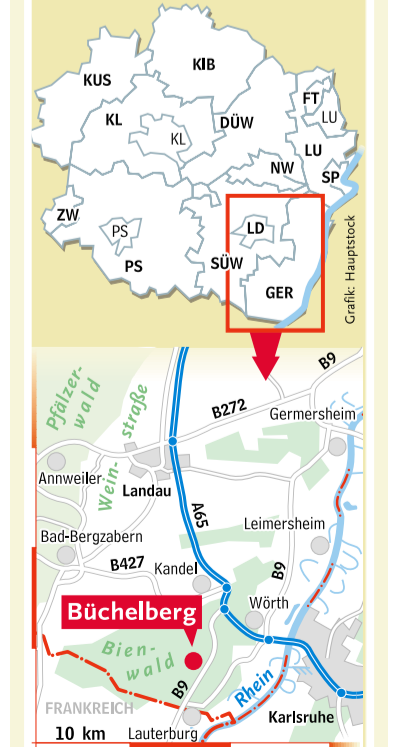 KIB
KUS
FT
KL
LU
KL
DÜW
LU
NW
SP
ZW
PS
LD
PS
SÜW
GER
Grafik: Hauptstock
B9
Pfälzer-
wald
Wein-
straße
B272
Germersheim
Annweiler
Landau
A65
Leimersheim
Bad-Bergzabern
B427
Kandel
B9
Büchelberg
Wörth
Bien-
wald
B9
Rhein
FRANKREICH
Karlsruhe
10 km
Lauterburg